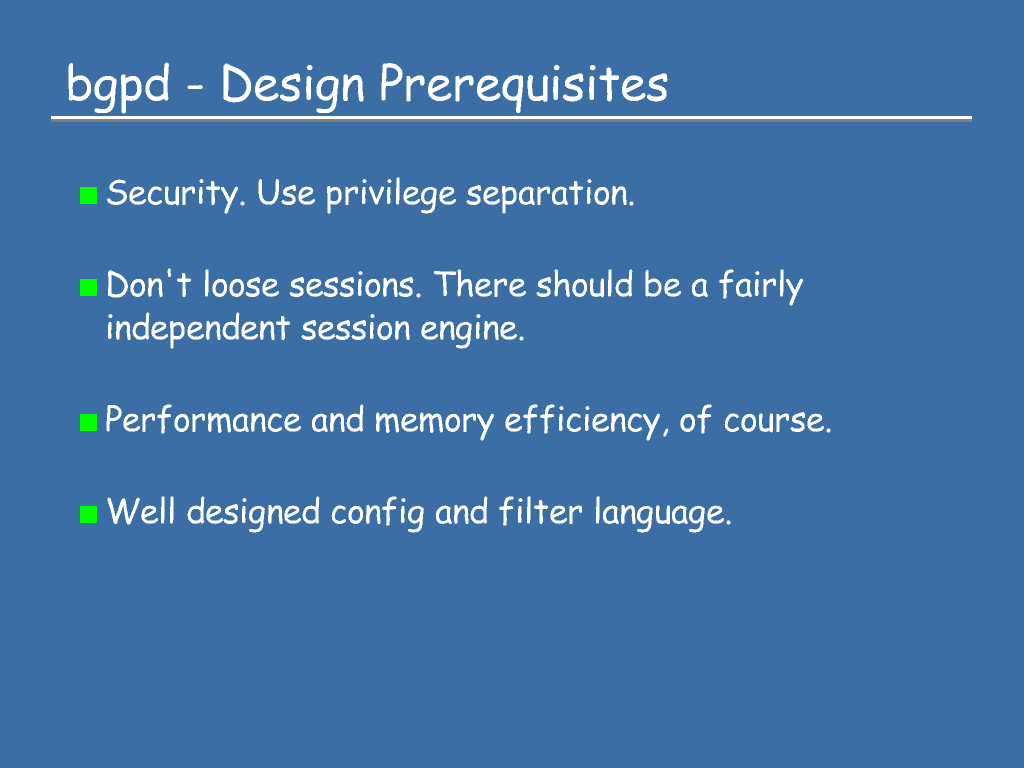 bgpd - Design Prerequisites
Security. Use privilege separation.
Don't loose sessions. There should be a fairly
independent session engine.
Performance and memory efficiency, of course.
Well designed config and filter language.